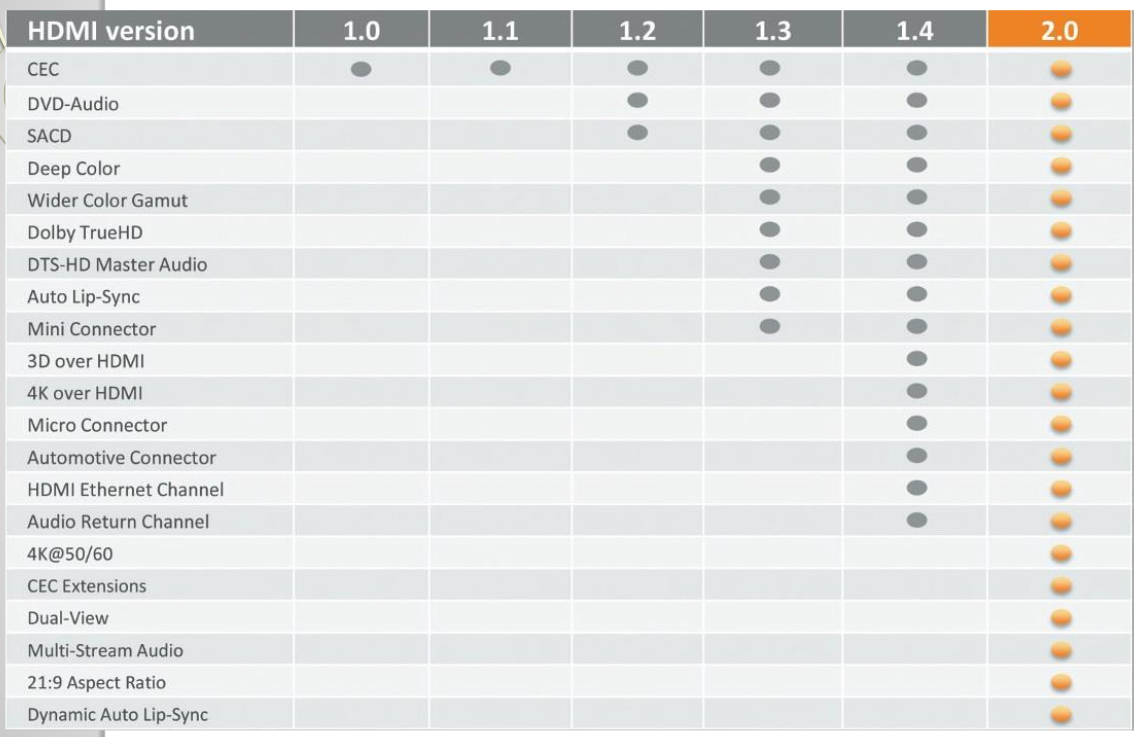 HDMI version 1.0 1.1 1.2 1.3 1.4 2.0
CEC
DVD-Audio
SACD
Deep Color
Wider Color Gamut
Dolby TrueHD
DTS-HD Master Audio
Auto Lip-Sync
Mini Connector
3D over HDMI
4K over HDMI
Micro Connector
Automotive Connector
HDMI Ethernet Channel
Audio Return Channel
4K@50/60
CEC Extensions
Dual-View
Multi-Stream Audio
21:9 Aspect Ratio
Dynamic Auto Lip-Sync